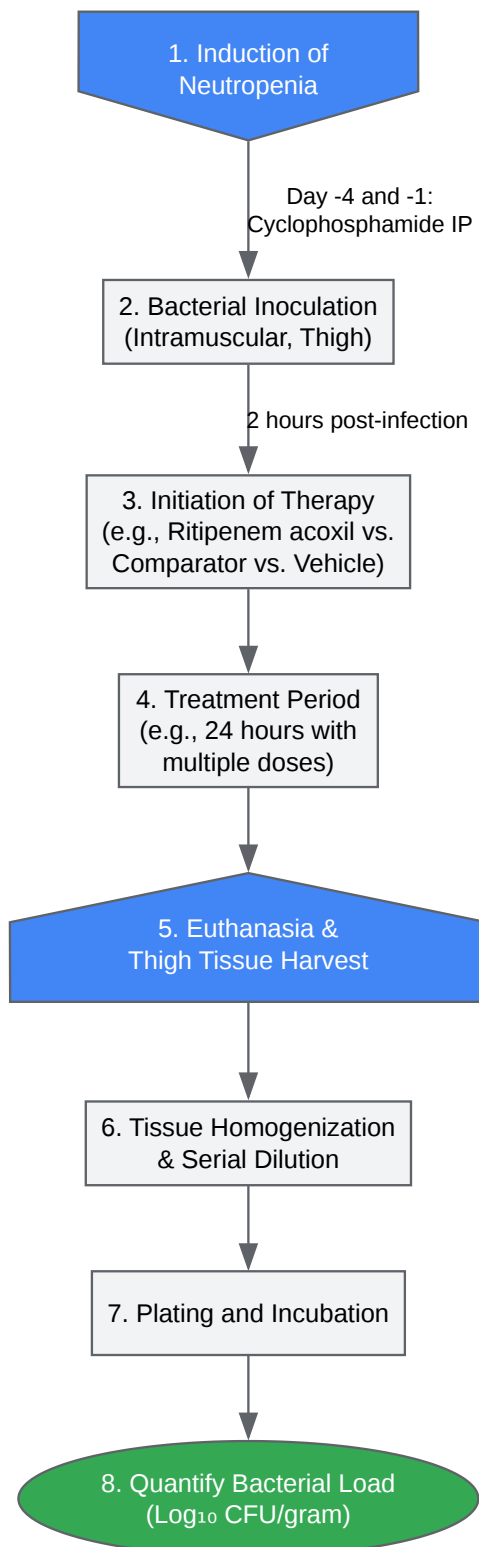 1. Induction of
Neutropenia
Day -4 and -1:
Cyclophosphamide IP
2. Bacterial Inoculation
(Intramuscular, Thigh)
2 hours post-infection
3. Initiation of Therapy
(e.g., Ritipenem acoxil vs.
Comparator vs. Vehicle)
4. Treatment Period
(e.g., 24 hours with
multiple doses)
5. Euthanasia &
Thigh Tissue Harvest
6. Tissue Homogenization
& Serial Dilution
7. Plating and Incubation
8. Quantify Bacterial Load
(Log₁₀ CFU/gram)